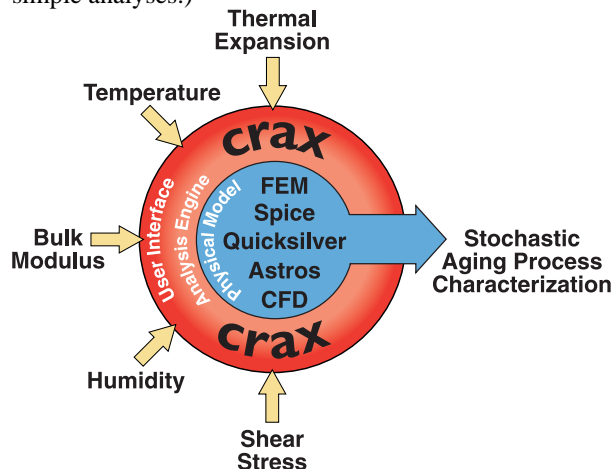 simple analyses.)
Thermal
Expansion
Temperature
crax
User Interface
Analysis Engine
Physical Model
FEM
Spice
Quicksilver
Astros
CFD
Bulk
Modulus
Stochastic
Aging Process
Characterization
crax
Humidity
Shear
Stress